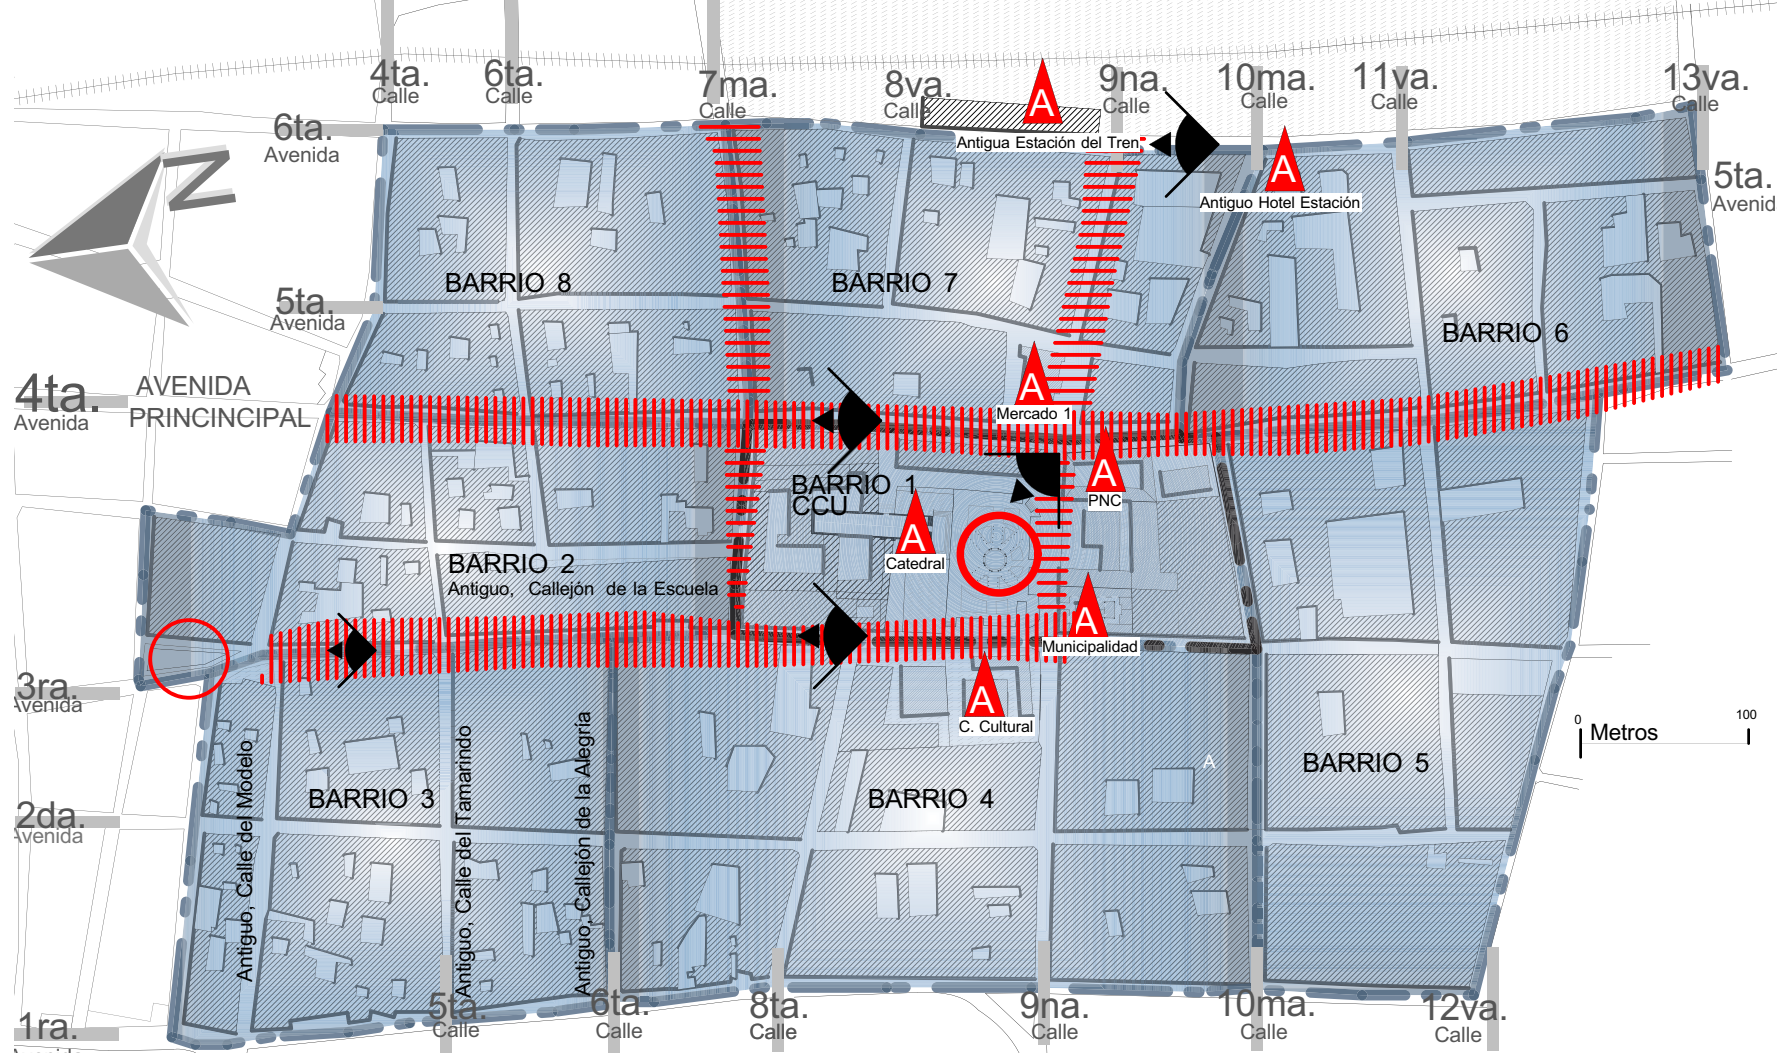 4ta.
Calle
6ta.
Calle
7ma.
Calle
8va.
Calle
9na.
Calle
10ma.
Calle
11va.
Calle
13va.
Calle
6ta.
Avenida
A
Antigua Estación del Tren
A
Antiguo Hotel Estación
5ta.
Avenid
N
BARRIO 8
BARRIO 7
5ta.
Avenida
BARRIO 6
4ta.
Avenida
AVENIDA
PRINCINCIPAL
A
Mercado 1
A
PNC
BARRIO 1
CCU
A
Catedral
BARRIO 2
Antiguo, Callejón de la Escuela
A
Municipalidad
A
C. Cultural
3ra.
Avenida
0
100
Metros
A
BARRIO 5
BARRIO 3
BARRIO 4
2da.
Avenida
Antiguo, Calle del Modelo
Antiguo, Calle del Tamarindo
Antiguo, Callejón de la Alegría
1ra.
5ta.
Calle
6ta.
Calle
8ta.
Calle
9na.
Calle
10ma.
Calle
12va.
Calle